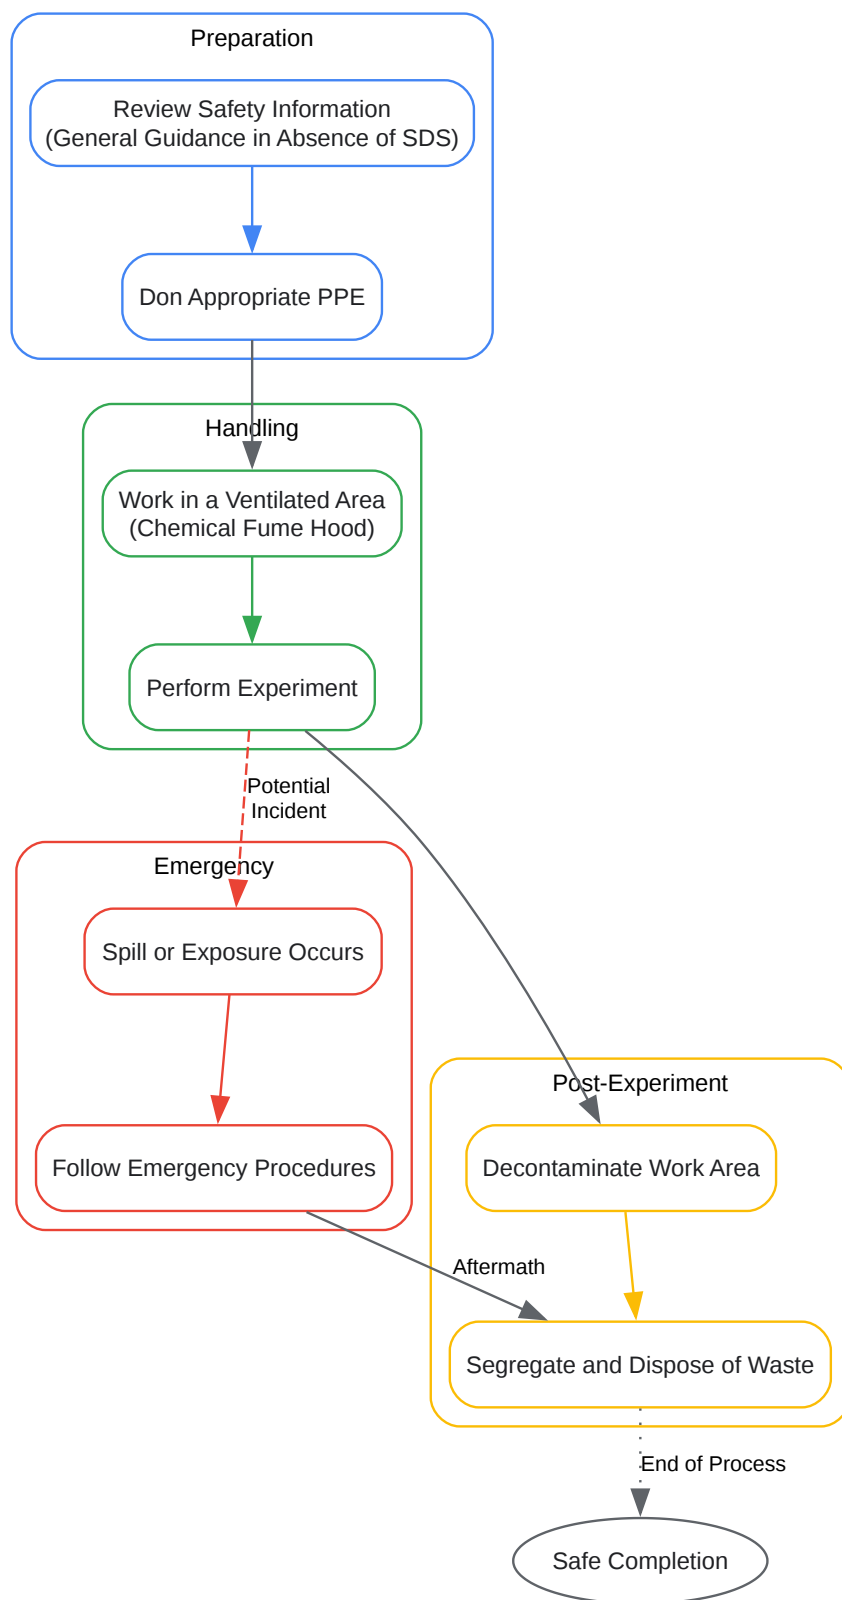 Preparation
Review Safety Information
(General Guidance in Absence of SDS)
Don Appropriate PPE
Handling
Work in a Ventilated Area
(Chemical Fume Hood)
Perform Experiment
Potential
Incident
Emergency
Spill or Exposure Occurs
Follow Emergency Procedures
Post-Experiment
Decontaminate Work Area
Aftermath
Segregate and Dispose of Waste
End of Process
Safe Completion